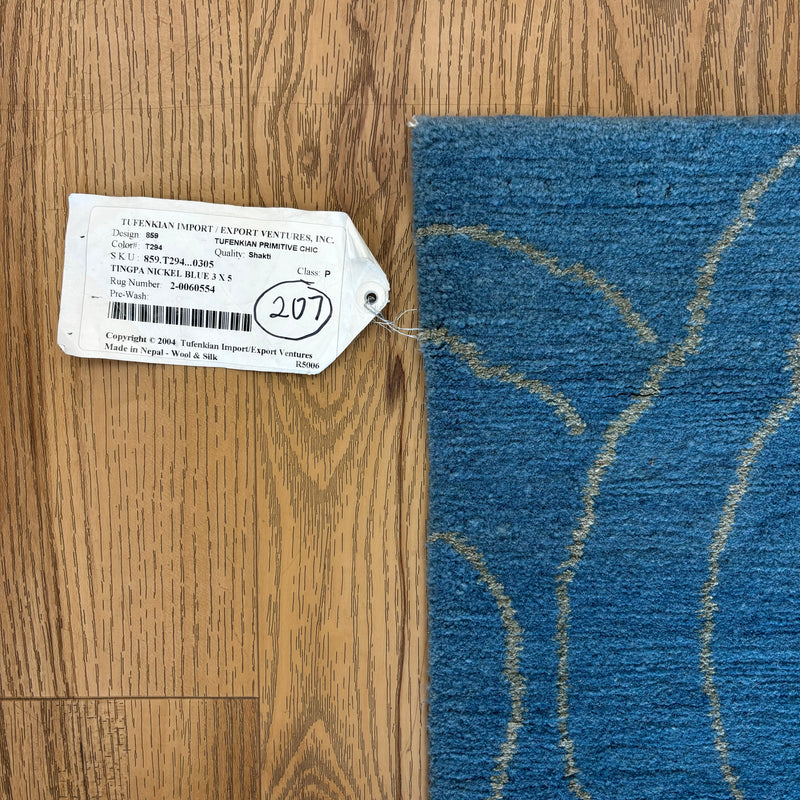 TUFENKIAN IMPORT / EXPORT VENTURES, INC.
Design: 859 TUFENKIAN PRIMITIVE CHIC
Color#: T294 Quality: Shakti
S K U : 859.T294...0305
TINGPA NICKEL BLUE 3 X 5 Class: P
Rug Number: 2-0060554
Pre-Wash:
207
Copyright © 2004 Tufenkian Import/Export Ventures
Made in Nepal - Wool & Silk R5006